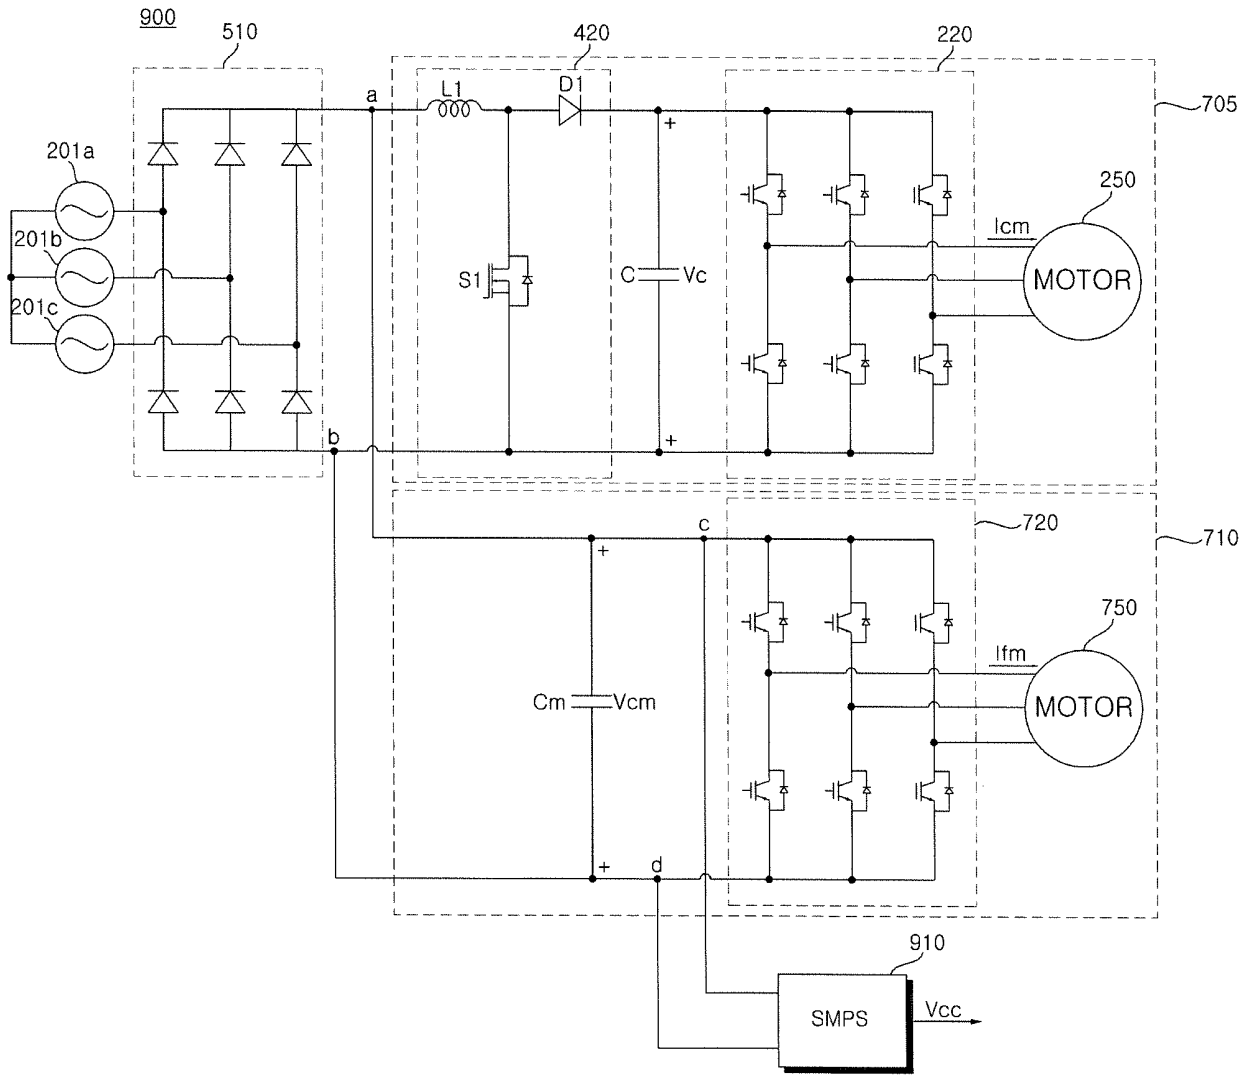 900
510
420
220
705
a
L1
D1
+
201a
201b
201c
S1
C
Vc
Icm
250
MOTOR
b
+
720
710
c
+
Cm
Vcm
750
Ifm
MOTOR
+
d
910
SMPS
Vcc